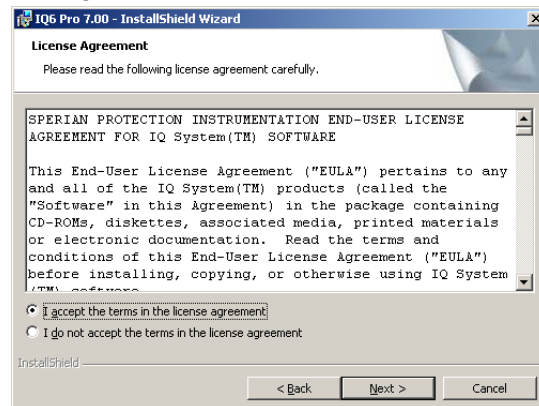 IQ6 Pro 7.00 - InstallShield Wizard
License Agreement
Please read the following license agreement carefully.
SPERIAN PROTECTION INSTRUMENTATION END-USER LICENSE
AGREEMENT FOR IQ System(TM) SOFTWARE
This End-User License Agreement ("EULA") pertains to any
and all of the IQ System(TM) products (called the
"Software" in this Agreement) in the package containing
CD-ROMs, diskettes, associated media, printed materials
or electronic documentation.  Read the terms and
conditions of this End-User License Agreement ("EULA")
before installing, copying, or otherwise using IQ System
(TM) software
I accept the terms in the license agreement
I do not accept the terms in the license agreement
InstallShield
< Back
Next >
Cancel